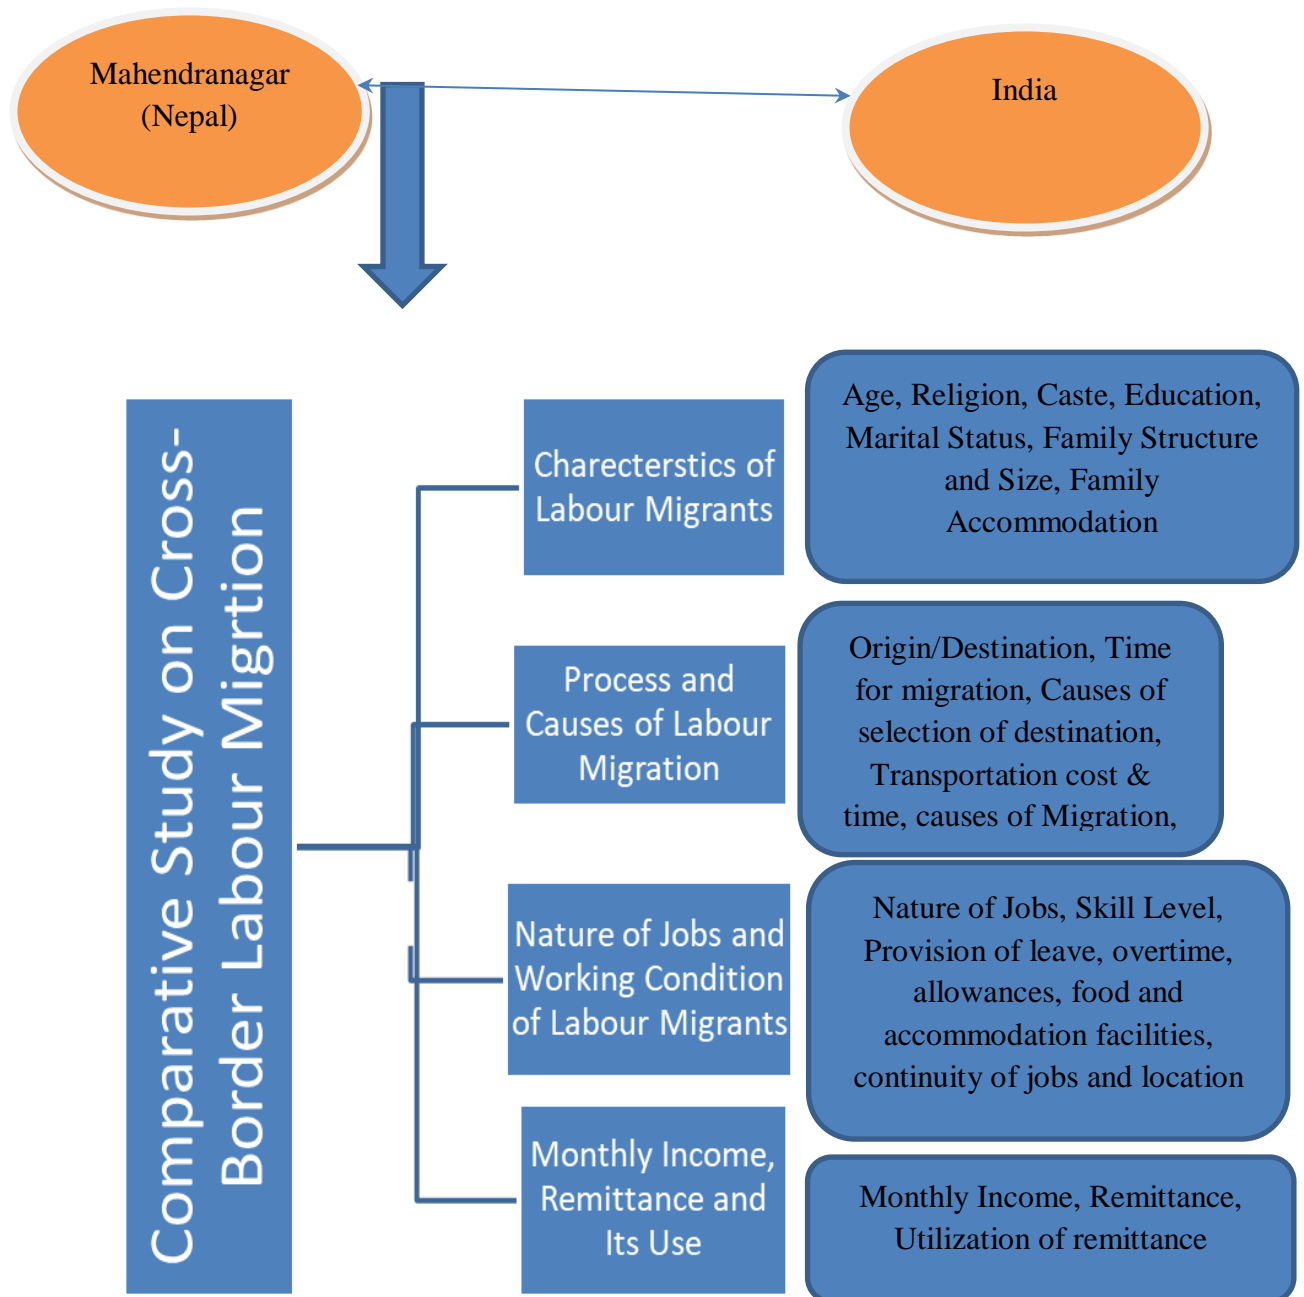 Mahendranagar
(Nepal)
India
Comparative Study on Cross-
Border Labour Migrtion
Charecterstics of
Labour Migrants
Age, Religion, Caste, Education,
Marital Status, Family Structure
and Size, Family
Accommodation
Process and
Causes of Labour
Migration
Origin/Destination, Time
for migration, Causes of
selection of destination,
Transportation cost &
time, causes of Migration,
Nature of Jobs and
Working Condition
of Labour Migrants
Nature of Jobs, Skill Level,
Provision of leave, overtime,
allowances, food and
accommodation facilities,
continuity of jobs and location
Monthly Income,
Remittance and
Its Use
Monthly Income, Remittance,
Utilization of remittance